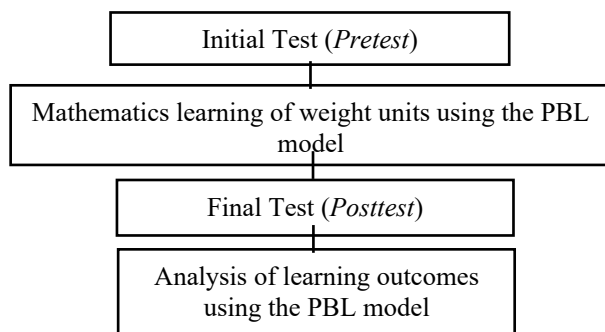 Initial Test (Pretest)
Mathematics learning of weight units using the PBL
model
Final Test (Posttest)
Analysis of learning outcomes
using the PBL model